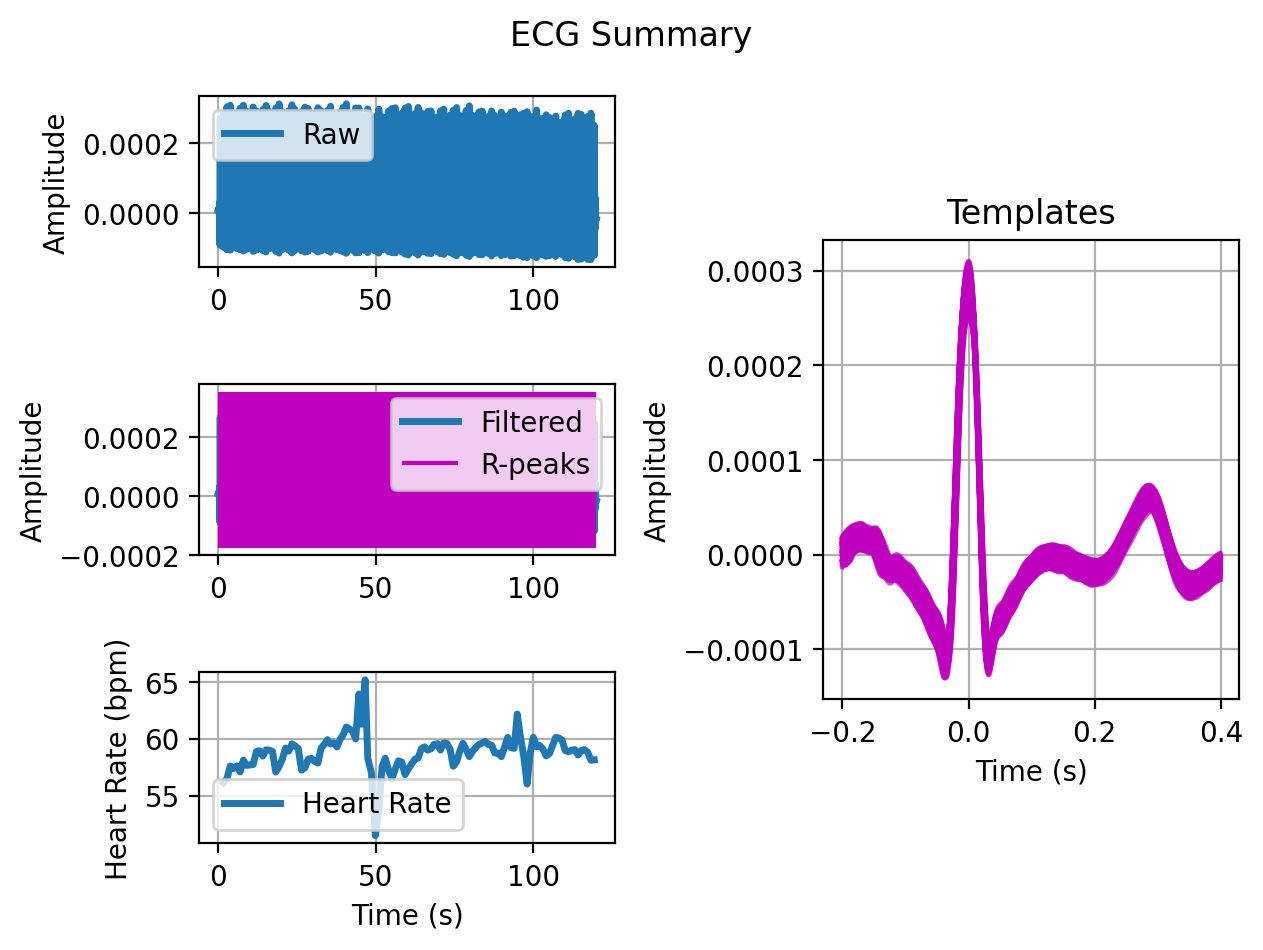 ECG Summary
Amplitude
0.0002
0.0000
Raw
0 50 100
Amplitude
0.0002
0.0000
−0.0002
Filtered
R-peaks
0 50 100
Heart Rate (bpm)
65
60
55
Heart Rate
0 50 100
Time (s)
Templates
Amplitude
0.0003
0.0002
0.0001
0.0000
−0.0001
−0.2 0.0 0.2 0.4
Time (s)